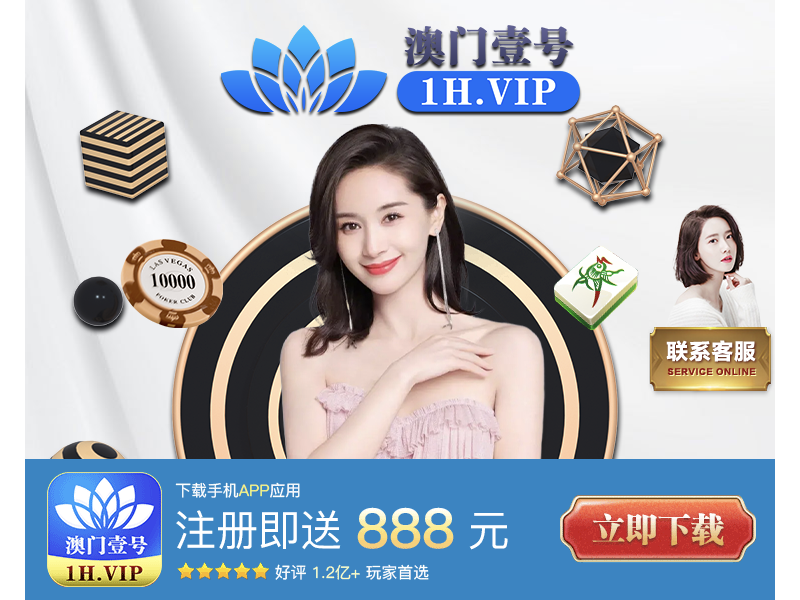 澳门壹号
1H.VIP
LAS VEGAS
10000
POKER CLUB
联系客服
SERVICE ONLINE
澳门壹号
1H.VIP
下载手机APP应用
注册即送 888 元
好评 1.2亿+ 玩家首选
立即下载